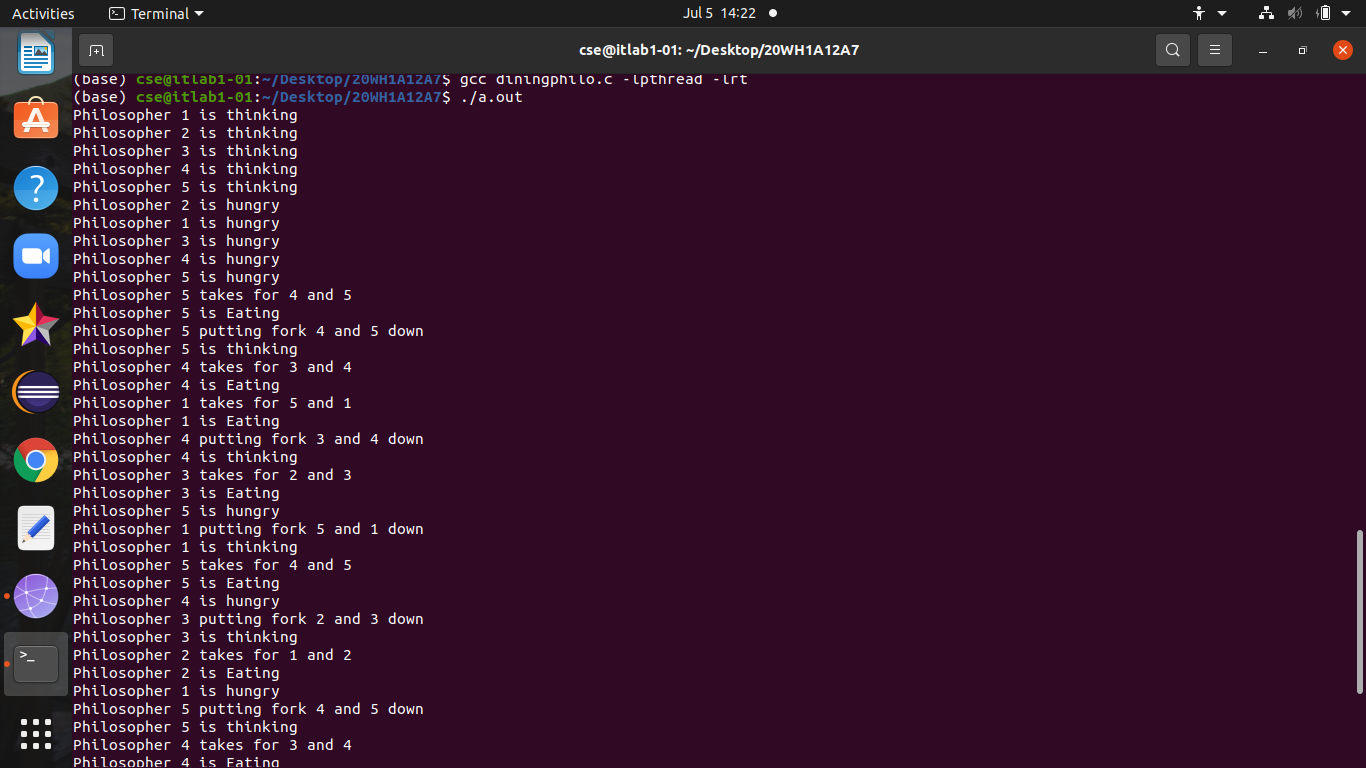 Activities Terminal Jul 5 14:22
cse@itlab1-01: ~/Desktop/20WH1A12A7
(base) cse@itlab1-01:~/Desktop/20WH1A12A7$ gcc diningphilo.c -lpthread -lrt
(base) cse@itlab1-01:~/Desktop/20WH1A12A7$ ./a.out
Philosopher 1 is thinking
Philosopher 2 is thinking
Philosopher 3 is thinking
Philosopher 4 is thinking
Philosopher 5 is thinking
Philosopher 2 is hungry
Philosopher 1 is hungry
Philosopher 3 is hungry
Philosopher 4 is hungry
Philosopher 5 is hungry
Philosopher 5 takes for 4 and 5
Philosopher 5 is Eating
Philosopher 5 putting fork 4 and 5 down
Philosopher 5 is thinking
Philosopher 4 takes for 3 and 4
Philosopher 4 is Eating
Philosopher 1 takes for 5 and 1
Philosopher 1 is Eating
Philosopher 4 putting fork 3 and 4 down
Philosopher 4 is thinking
Philosopher 3 takes for 2 and 3
Philosopher 3 is Eating
Philosopher 5 is hungry
Philosopher 1 putting fork 5 and 1 down
Philosopher 1 is thinking
Philosopher 5 takes for 4 and 5
Philosopher 5 is Eating
Philosopher 4 is hungry
Philosopher 3 putting fork 2 and 3 down
Philosopher 3 is thinking
Philosopher 2 takes for 1 and 2
Philosopher 2 is Eating
Philosopher 1 is hungry
Philosopher 5 putting fork 4 and 5 down
Philosopher 5 is thinking
Philosopher 4 takes for 3 and 4
Philosopher 4 is Eating